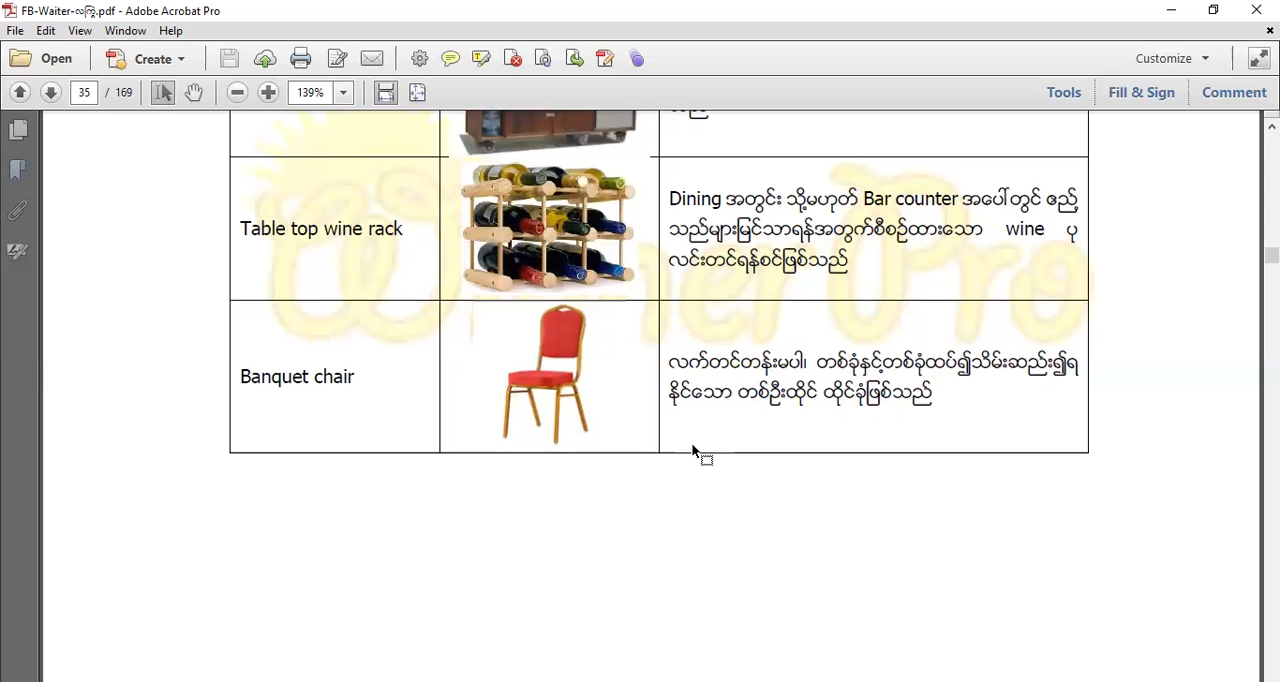 FB-Waiter-လကြွ.pdf - Adobe Acrobat Pro
File Edit View Window Help
Open Create Customize
35 / 169 139% Tools Fill & Sign Comment
သည်
Table top wine rack
Dining အတွင်း သို့မဟုတ် Bar counter အပေါ်တွင် ဧည့်
သည်များမြင်သာရန်အတွက်စီစဉ်ထားသော wine ပု
လင်းတင်ရန်စင်ဖြစ်သည်
Banquet chair
လက်တင်တန်းမပါ၊ တစ်ခုံနှင့်တစ်ခုံထပ်၍သိမ်းဆည်း၍ရ
နိုင်သော တစ်ဦးထိုင် ထိုင်ခုံဖြစ်သည်